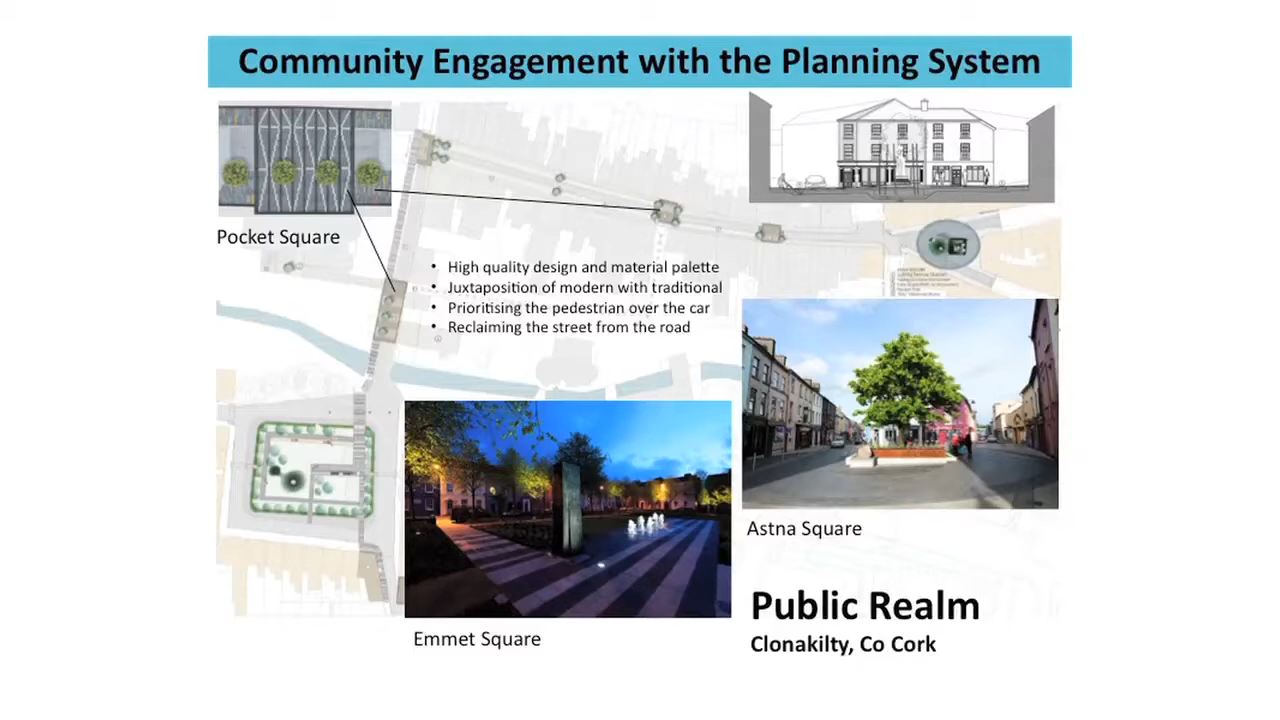 Community Engagement with the Planning System
Pocket Square
• High quality design and material palette
• Juxtaposition of modern with traditional
• Prioritising the pedestrian over the car
• Reclaiming the street from the road
Astna Square
Emmet Square
Public Realm
Clonakilty, Co Cork